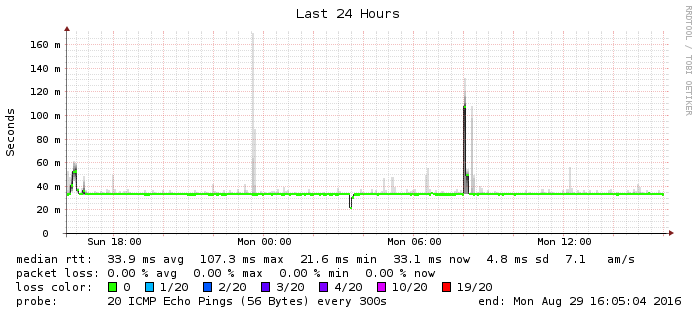 Last 24 Hours
RRDTOOL / TOBI OETIKER
Seconds
160 m
140 m
120 m
100 m
80 m
60 m
40 m
20 m
0
Sun 18:00 Mon 00:00 Mon 06:00 Mon 12:00
median rtt: 33.9 ms avg 107.3 ms max 21.6 ms min 33.1 ms now 4.8 ms sd 7.1 am/s
packet loss: 0.00 % avg 0.00 % max 0.00 % min 0.00 % now
loss color: 0 1/20 2/20 3/20 4/20 10/20 19/20
probe: 20 ICMP Echo Pings (56 Bytes) every 300s end: Mon Aug 29 16:05:04 2016